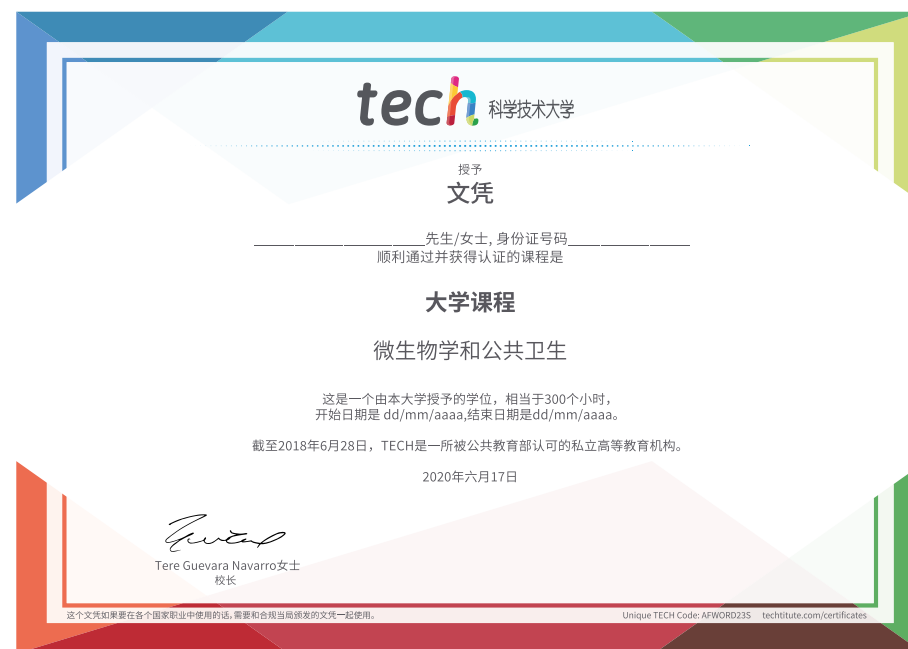 tech 科学技术大学
授予
文凭
先生/女士, 身份证号码
顺利通过并获得认证的课程是
大学课程
微生物学和公共卫生
这是一个由本大学授予的学位，相当于300个小时，
开始日期是 dd/mm/aaaa,结束日期是dd/mm/aaaa。
截至2018年6月28日，TECH是一所被公共教育部认可的私立高等教育机构。
2020年六月17日
Tere Guevara Navarro女士
校长
这个文凭如果要在各个国家职业中使用的话,需要和合规当局颁发的文凭一起使用。
Unique TECH Code: AFWORD23S techtitute.com/certificates